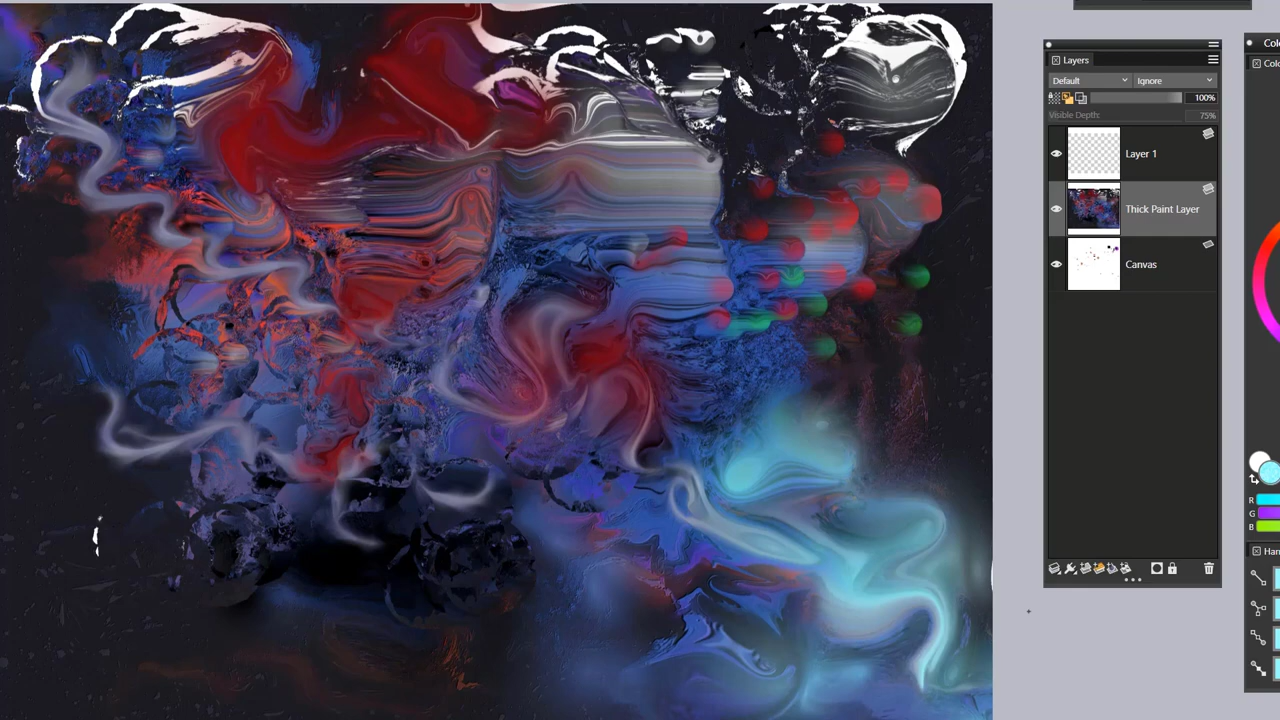 Layers
Default Ignore
100%
Visible Depth: 75%
Layer 1
Thick Paint Layer
Canvas
R
G
B